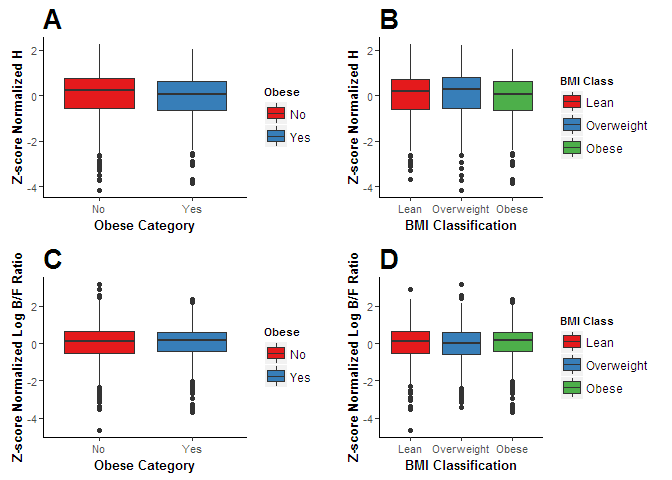 A
Z-score Normalized H
2
0
-2
-4
No
Yes
Obese Category
Obese
No
Yes
B
Z-score Normalized H
2
0
-2
-4
Lean
Overweight
Obese
BMI Classification
BMI Class
Lean
Overweight
Obese
C
Z-score Normalized Log B/F Ratio
2
0
-2
-4
No
Yes
Obese Category
Obese
No
Yes
D
Z-score Normalized Log B/F Ratio
2
0
-2
-4
Lean
Overweight
Obese
BMI Classification
BMI Class
Lean
Overweight
Obese